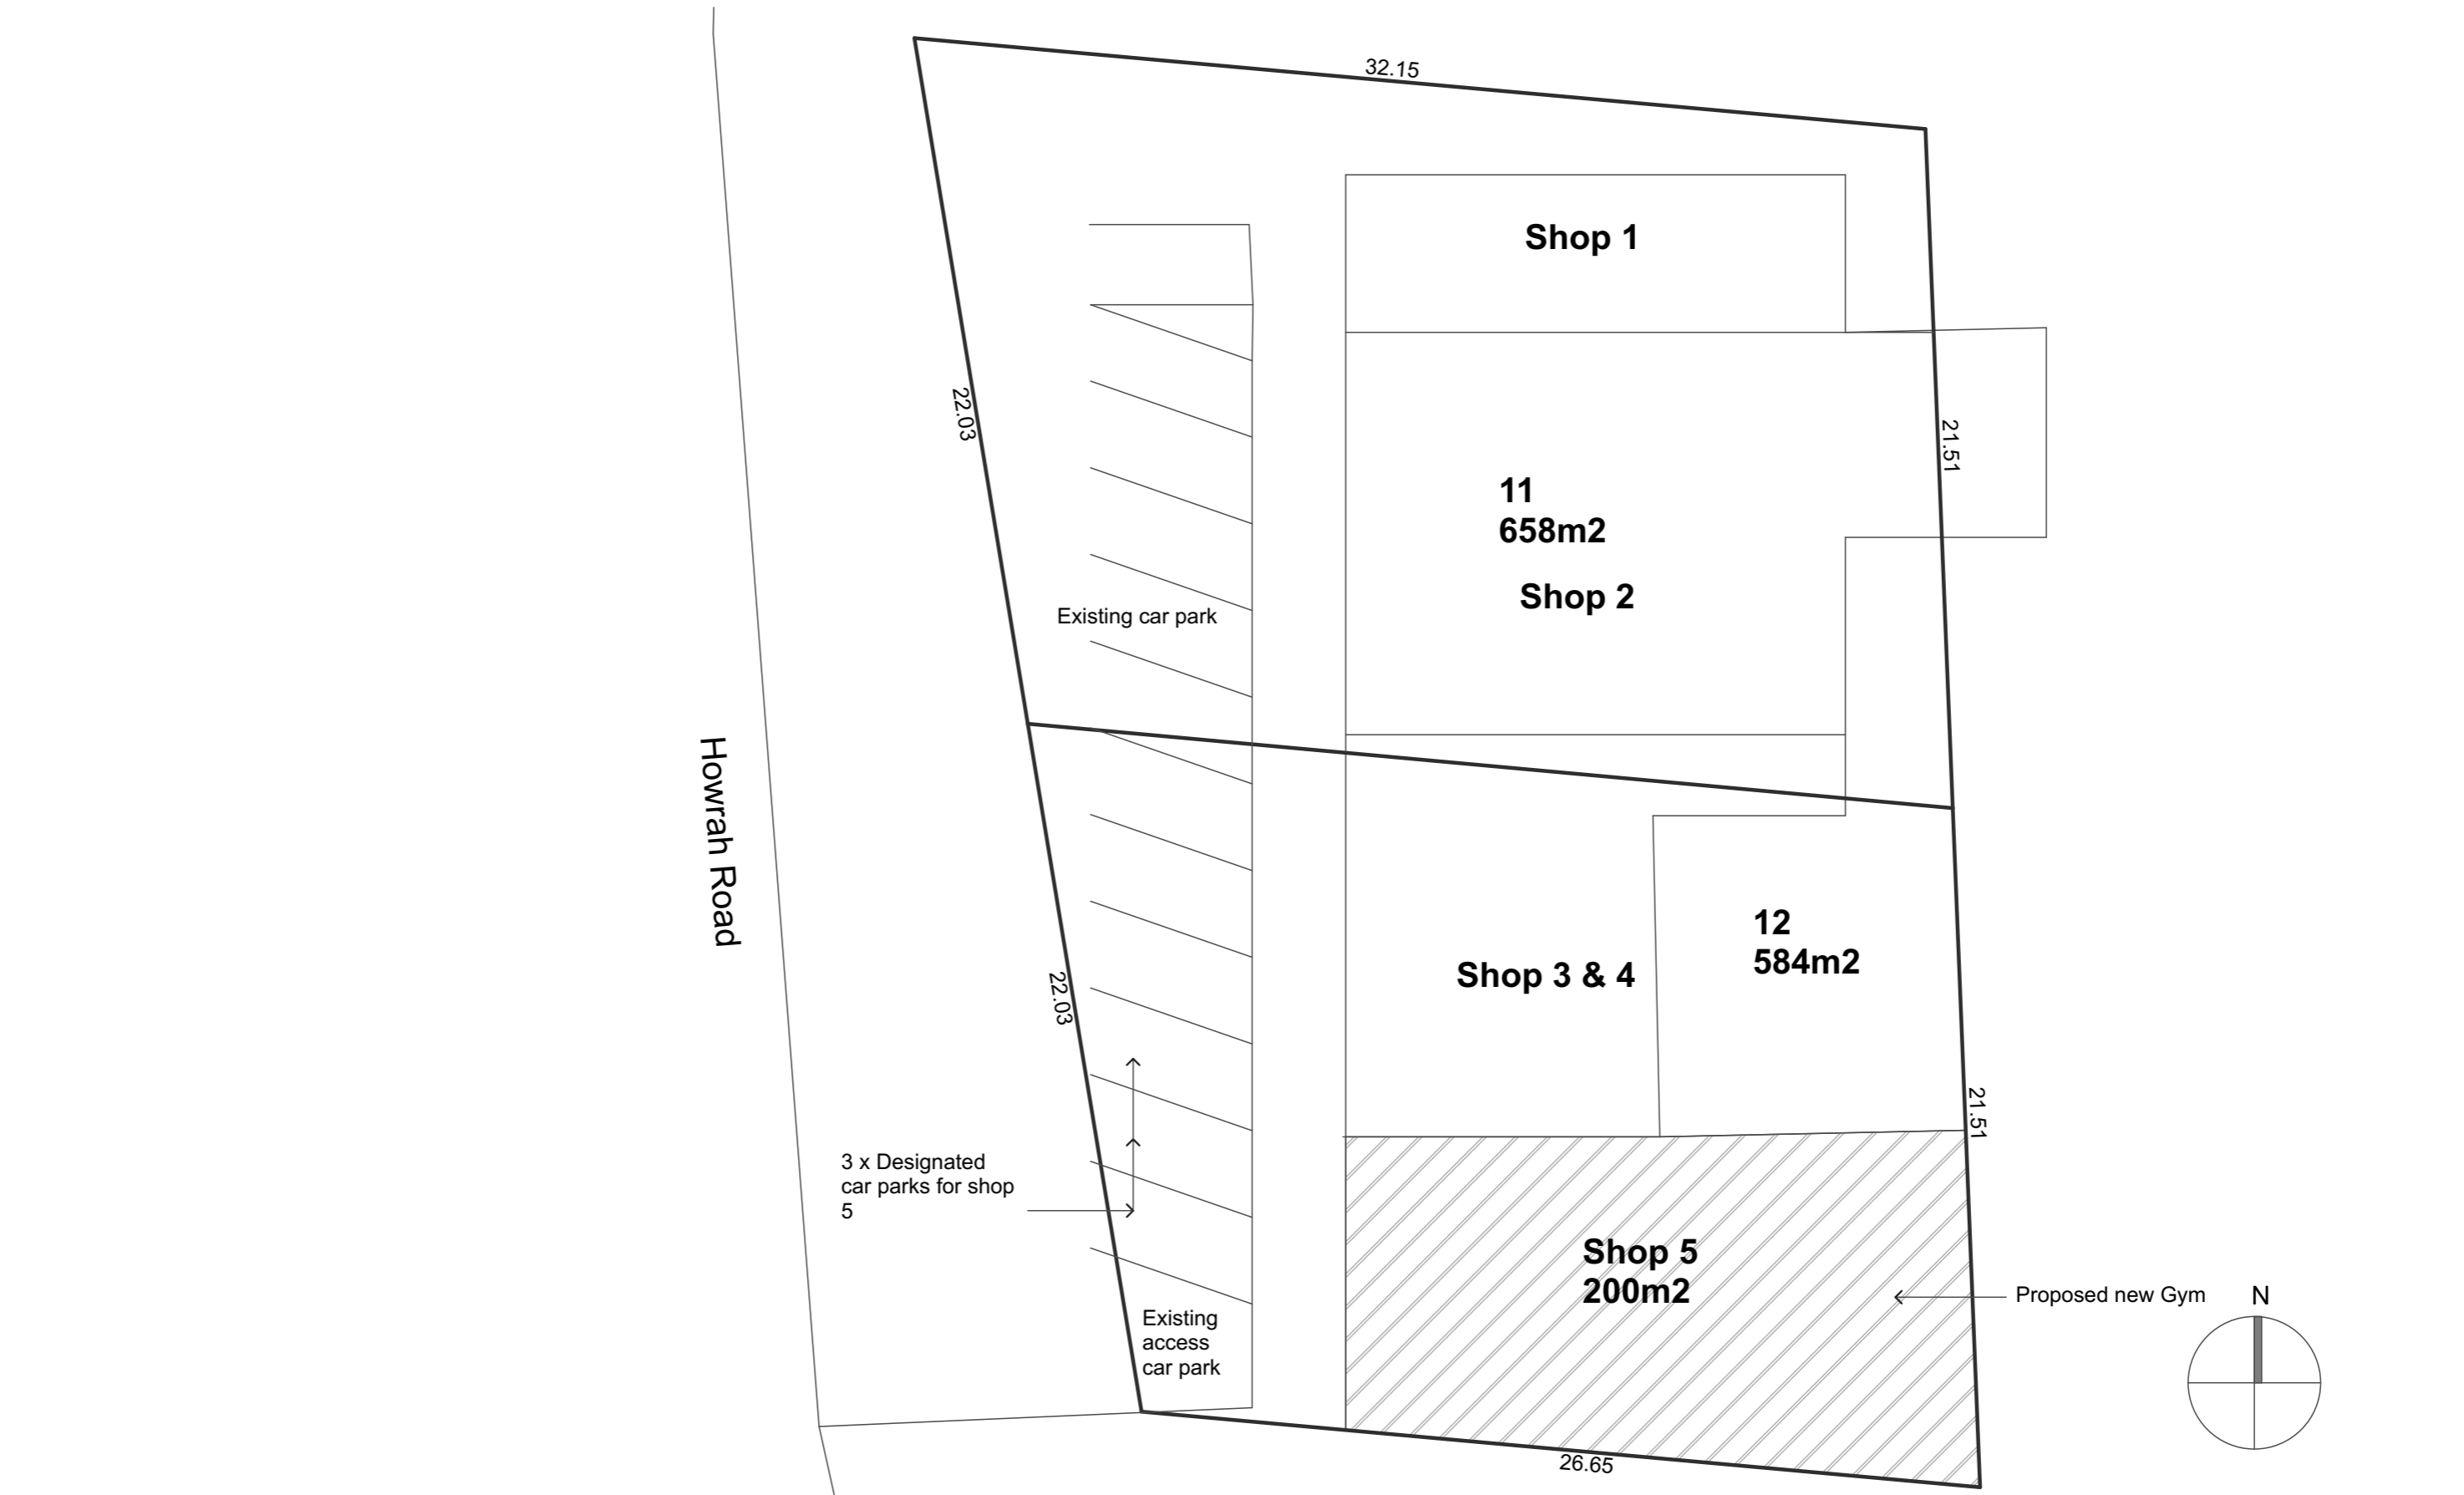 32.15
Shop 1
22.03
21.51
11
658m2
Shop 2
Existing car park
Howrah Road
12
584m2
Shop 3 & 4
22.03
21.51
3 x Designated
car parks for shop
5
Shop 5
200m2
Proposed new Gym
N
Existing
access
car park
26.65